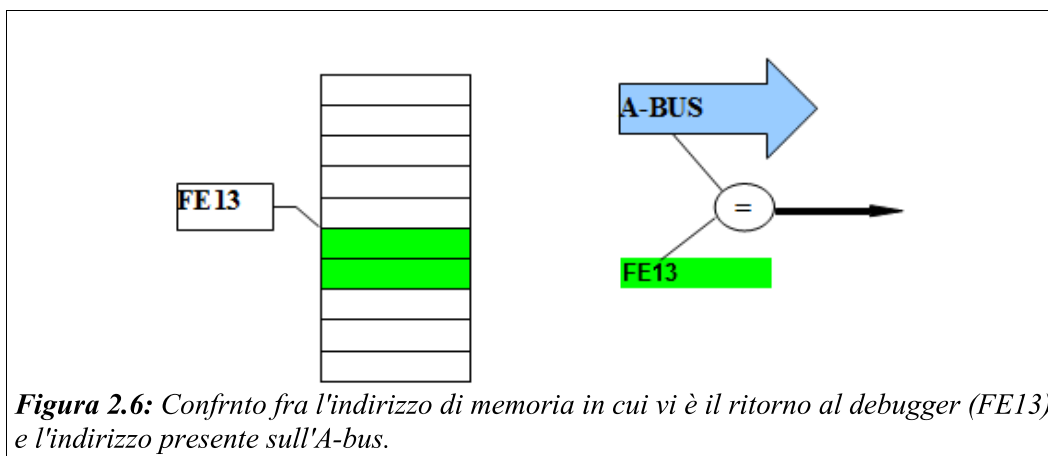 A-BUS
FE13
=
FE13
Figura 2.6: Confrnto fra l'indirizzo di memoria in cui vi è il ritorno al debugger (FE13)
e l'indirizzo presente sull'A-bus.